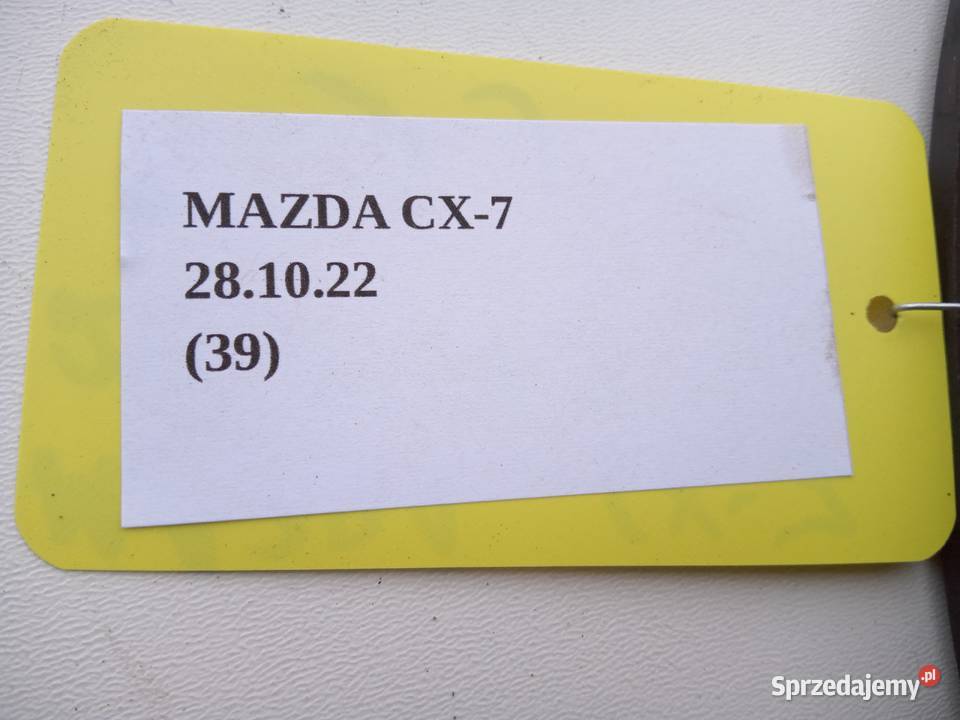 MAZDA CX-7
28.10.22
(39)
Sprzedajemy.pl